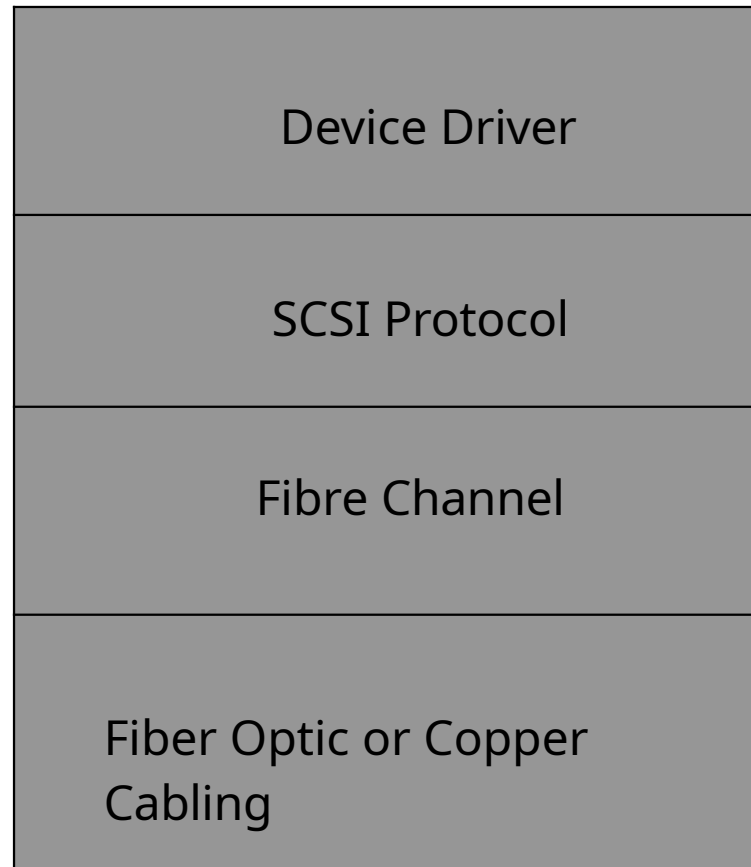 Device Driver
SCSI Protocol
Fibre Channel
Fiber Optic or Copper
Cabling